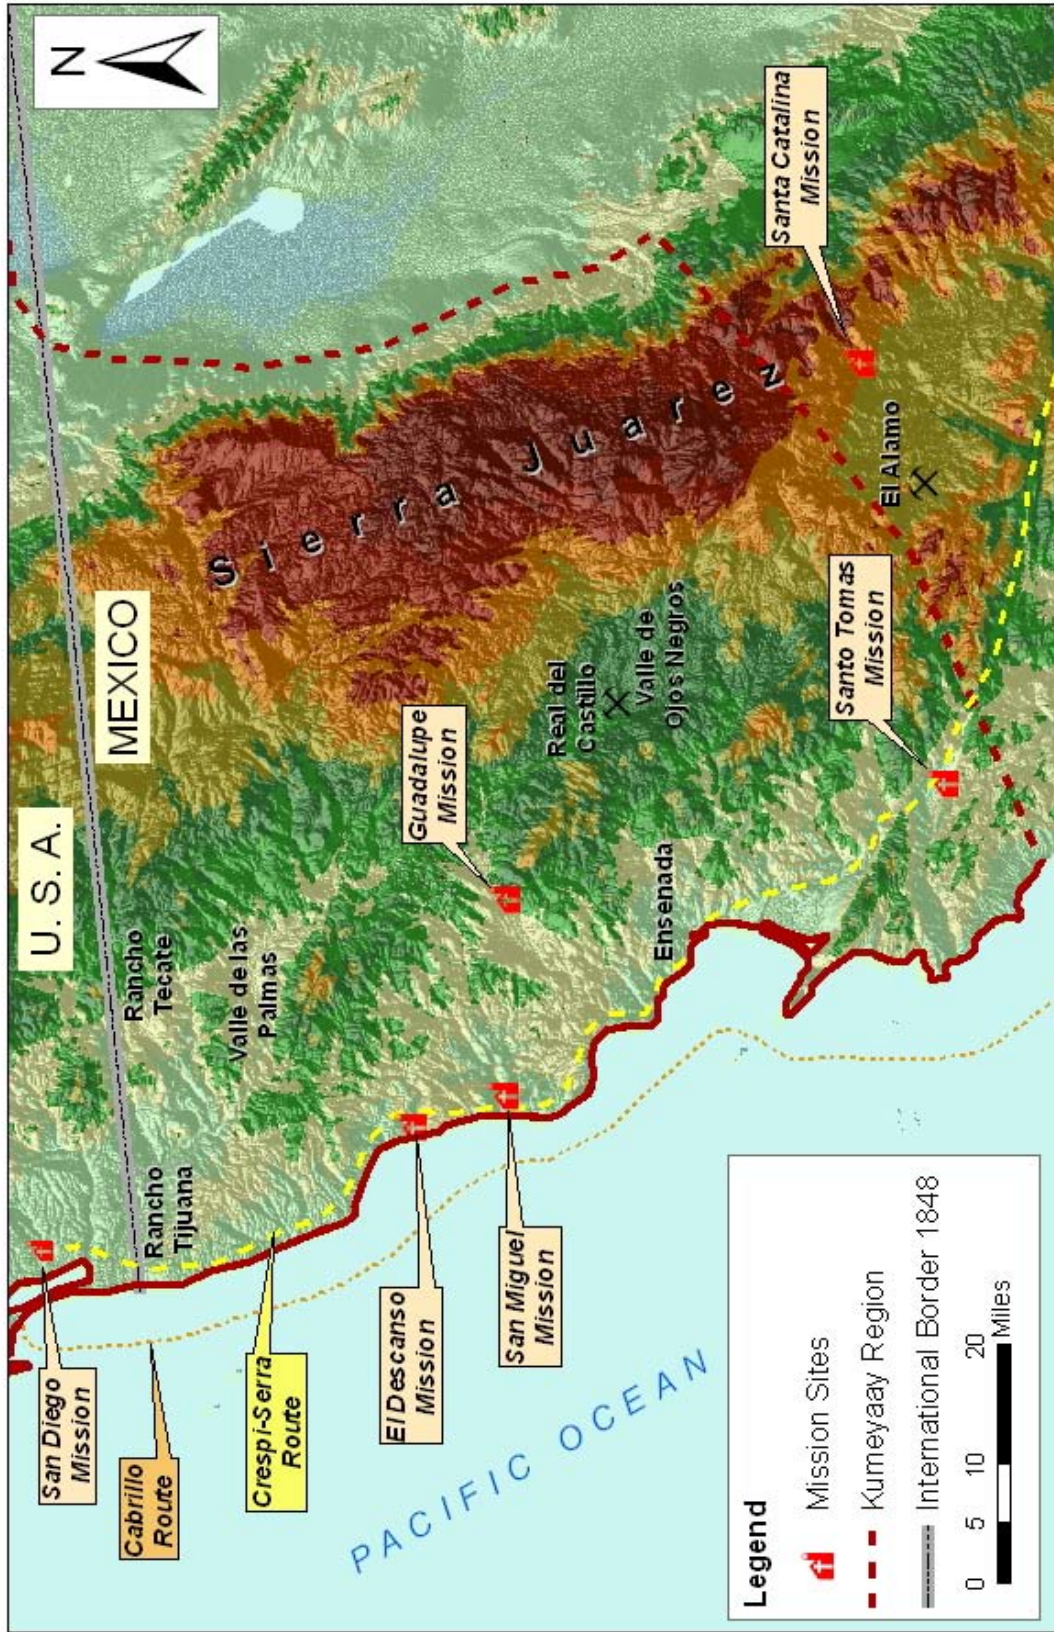 U. S. A.
MEXICO
N
San Diego
Mission
Cabrillo
Route
Rancho
Tijuana
Rancho
Tecate
Crespi-Serra
Route
Valle de las
Palmas
Sierra Juarez
El Descanso
Mission
Guadalupe
Mission
San Miguel
Mission
Real del
Castillo
Valle de
Ojos Negros
Ensenada
Santa Catalina
Mission
El Alamo
Santo Tomas
Mission
PACIFIC OCEAN
Legend
Mission Sites
Kumeyaay Region
International Border 1848
0 5 10 20
Miles